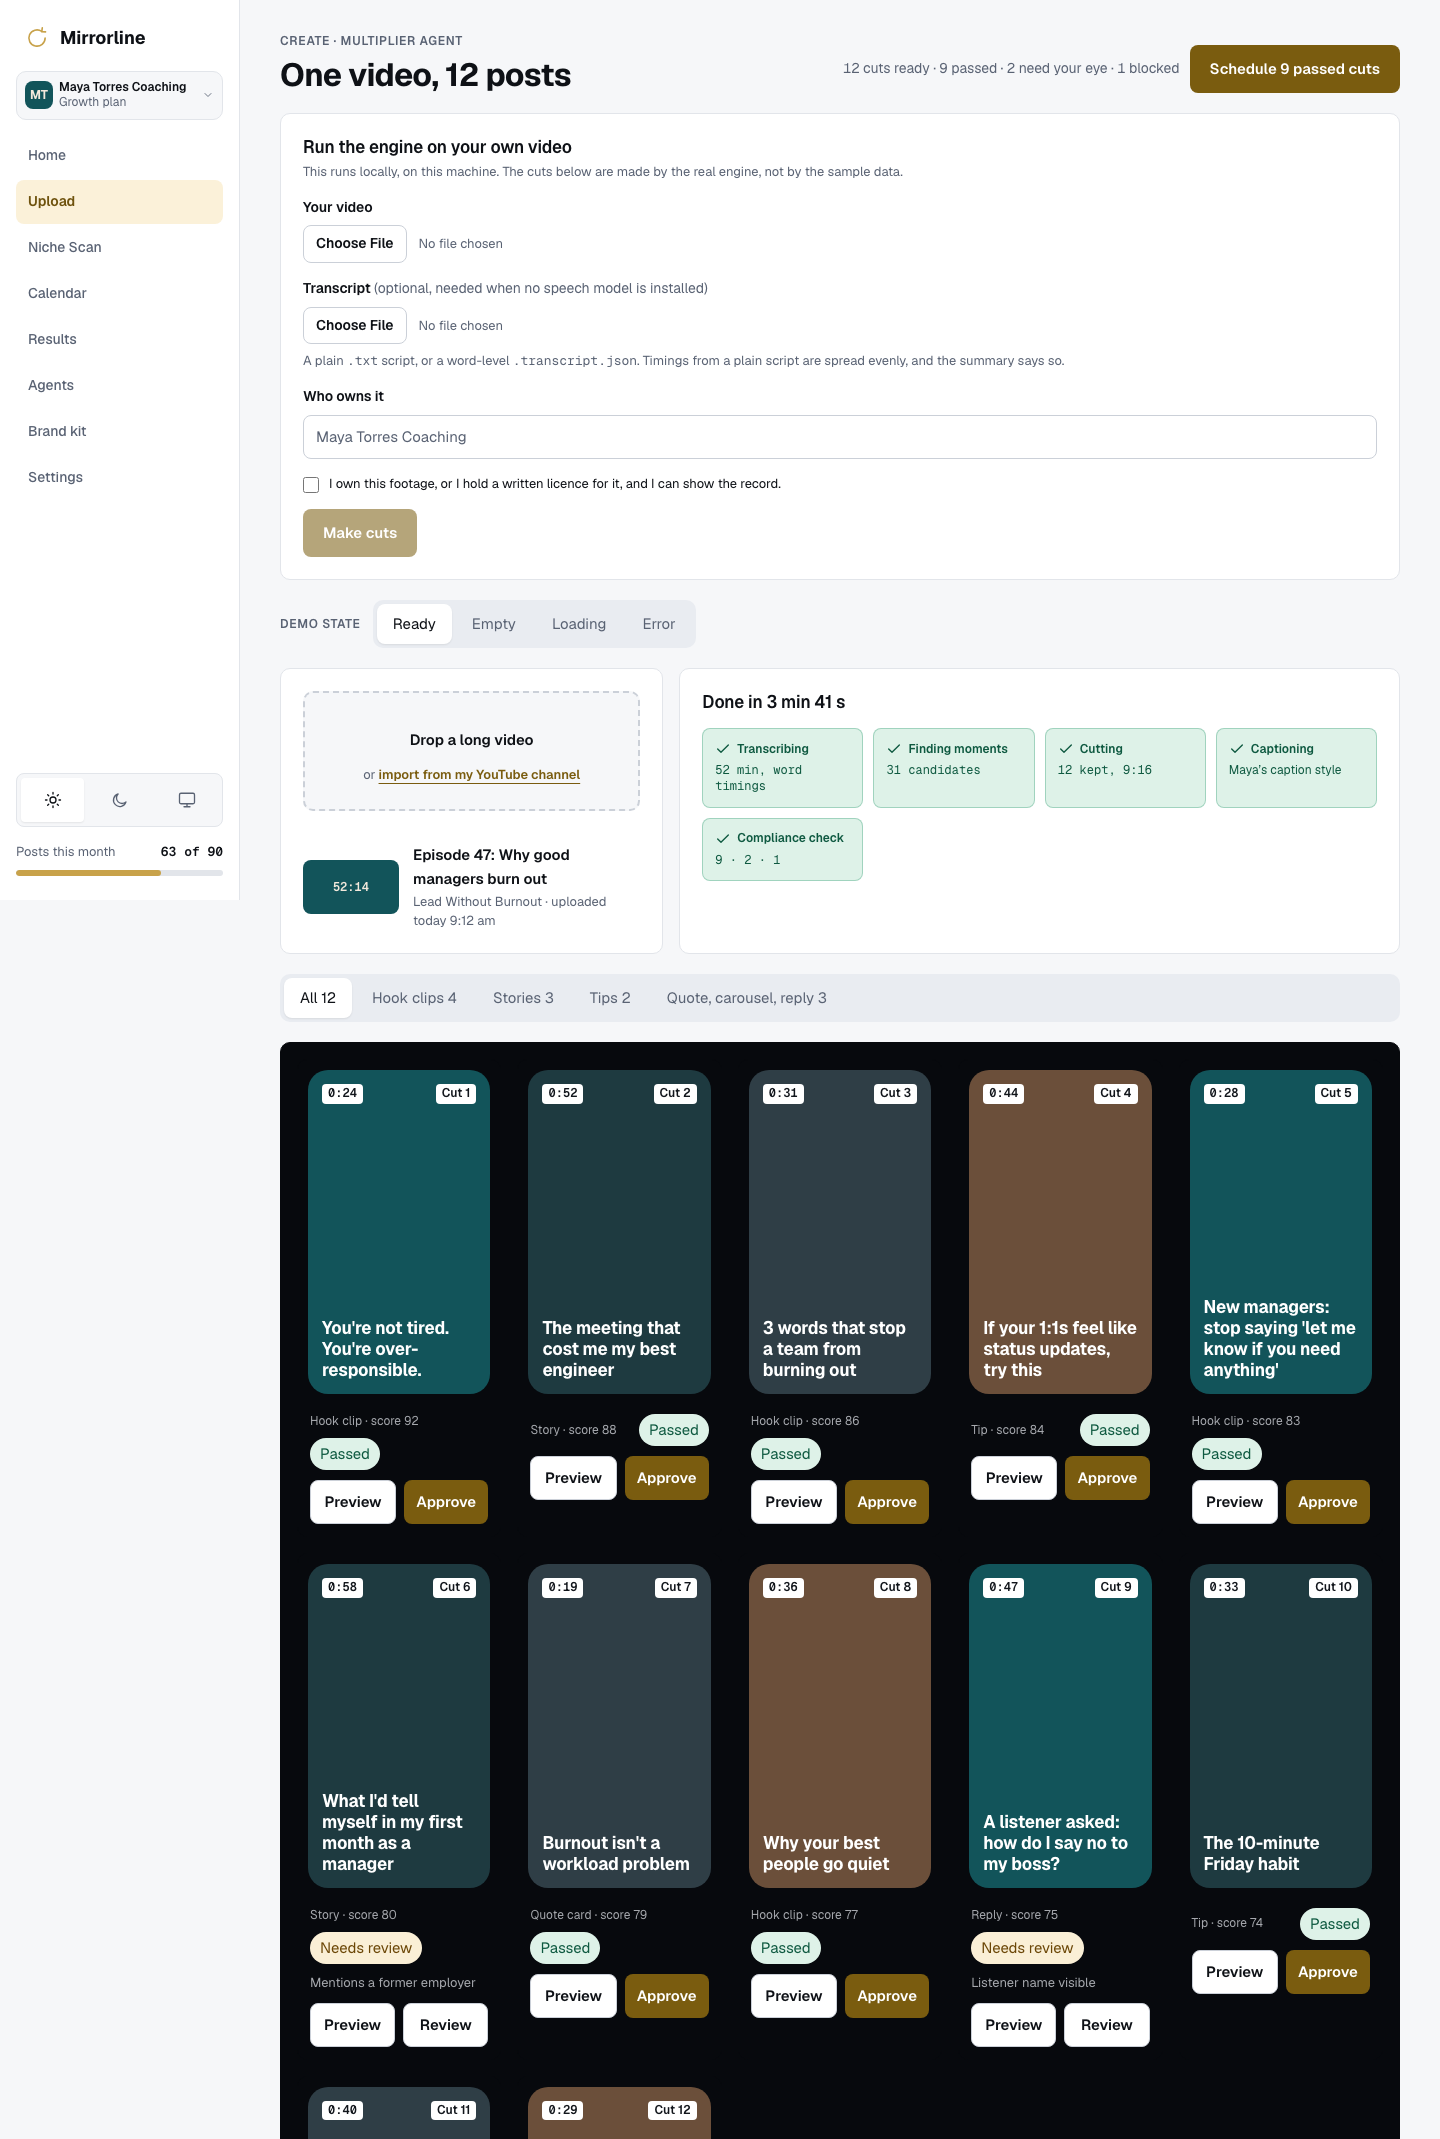 Mirrorline
MT
Maya Torres Coaching
Growth plan
Home
Upload
Niche Scan
Calendar
Results
Agents
Brand kit
Settings
Posts this month
63 of 90
CREATE · MULTIPLIER AGENT
One video, 12 posts
12 cuts ready · 9 passed · 2 need your eye · 1 blocked
Schedule 9 passed cuts
Run the engine on your own video
This runs locally, on this machine. The cuts below are made by the real engine, not by the sample data.
Your video
Choose File
No file chosen
Transcript (optional, needed when no speech model is installed)
Choose File
No file chosen
A plain .txt script, or a word-level .transcript.json. Timings from a plain script are spread evenly, and the summary says so.
Who owns it
Maya Torres Coaching
I own this footage, or I hold a written licence for it, and I can show the record.
Make cuts
DEMO STATE
Ready
Empty
Loading
Error
Drop a long video
or import from my YouTube channel
52:14
Episode 47: Why good
managers burn out
Lead Without Burnout · uploaded
today 9:12 am
Done in 3 min 41 s
Transcribing
52 min, word
timings
Finding moments
31 candidates
Cutting
12 kept, 9:16
Captioning
Maya's caption style
Compliance check
9 · 2 · 1
All 12
Hook clips 4
Stories 3
Tips 2
Quote, carousel, reply 3
0:24
Cut 1
You're not tired.
You're over-
responsible.
Hook clip · score 92
Passed
Preview
Approve
0:52
Cut 2
The meeting that
cost me my best
engineer
Story · score 88
Passed
Preview
Approve
0:31
Cut 3
3 words that stop
a team from
burning out
Hook clip · score 86
Passed
Preview
Approve
0:44
Cut 4
If your 1:1s feel like
status updates,
try this
Tip · score 84
Passed
Preview
Approve
0:28
Cut 5
New managers:
stop saying 'let me
know if you need
anything'
Hook clip · score 83
Passed
Preview
Approve
0:58
Cut 6
What I'd tell
myself in my first
month as a
manager
Story · score 80
Needs review
Mentions a former employer
Preview
Review
0:19
Cut 7
Burnout isn't a
workload problem
Quote card · score 79
Passed
Preview
Approve
0:36
Cut 8
Why your best
people go quiet
Hook clip · score 77
Passed
Preview
Approve
0:47
Cut 9
A listener asked:
how do I say no to
my boss?
Reply · score 75
Needs review
Listener name visible
Preview
Review
0:33
Cut 10
The 10-minute
Friday habit
Tip · score 74
Passed
Preview
Approve
0:40
Cut 11
0:29
Cut 12